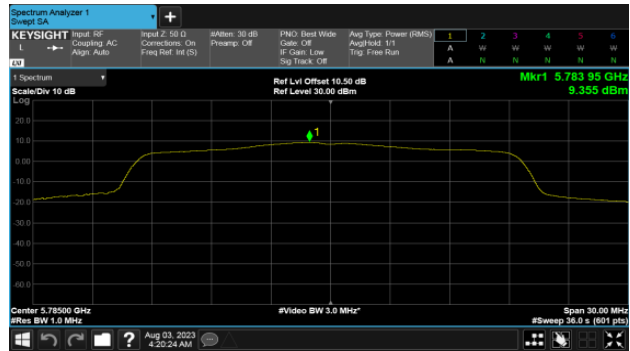 Spectrum Analyzer 1
Swept SA
+
KEYSIGHT Input: RF Input Z: 50 Ω #Atten: 30 dB PNO: Best Wide Avg Type: Power (RMS) 1 2 3 4 5 6
L Coupling: AC Corrections: On Preamp: Off Gate: Off Avg|Hold: 1/1 A W W W W W
Align: Auto Freq Ref: Int (S) IF Gain: Low Trig: Free Run A N N N N N
LXI Sig Track: Off
1 Spectrum Ref Lvl Offset 10.50 dB Mkr1 5.783 95 GHz
Scale/Div 10 dB Ref Level 30.00 dBm 9.355 dBm
Log
20.0
10.0
1
0.00
-10.0
-20.0
-30.0
-40.0
-50.0
-60.0
Center 5.78500 GHz #Video BW 3.0 MHz* Span 30.00 MHz
#Res BW 1.0 MHz #Sweep 36.0 s (601 pts)
? Aug 03, 2023
4:20:24 AM